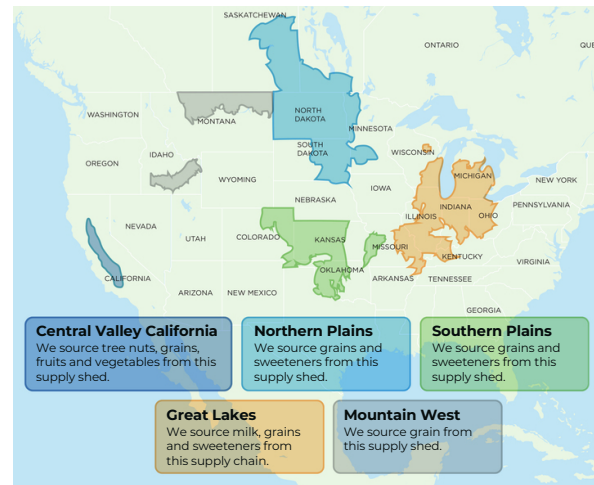 SASKATCHEWAN
ONTARIO
QUE
WASHINGTON
MONTANA
NORTH
DAKOTA
MINNESOTA
OREGON
IDAHO
SOUTH
DAKOTA
WISCONSIN
MICHIGAN
WYOMING
NEW YORK
IOWA
NEBRASKA
PENNSYLVANIA
NEVADA
UTAH
COLORADO
KANSAS
MISSOURI
ILLINOIS
INDIANA
OHIO
KENTUCKY
VIRGINIA
CALIFORNIA
ARIZONA
NEW MEXICO
OKLAHOMA
ARKANSAS
TENNESSEE
GEORGIA
Central Valley California
We source tree nuts, grains,
fruits and vegetables from this
supply shed.
Northern Plains
We source grains and
sweeteners from this
supply shed.
Southern Plains
We source grains and
sweeteners from this
supply shed.
Great Lakes
We source milk, grains
and sweeteners from
this supply chain.
Mountain West
We source grain from
this supply shed.